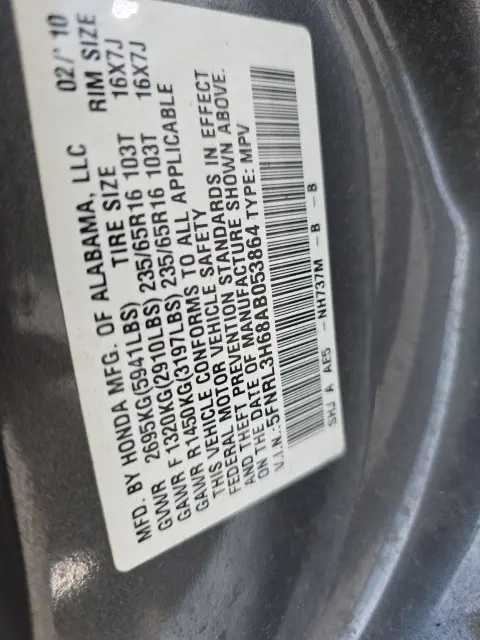 MFD. BY HONDA MFG. OF ALABAMA, LLC 02/'10
GVWR 2695KG(5941LBS) TIRE SIZE RIM SIZE
GAWR F 1320KG(2910LBS) 235/65R16 103T 16X7J
GAWR R1450KG(3197LBS) 235/65R16 103T 16X7J
THIS VEHICLE CONFORMS TO ALL APPLICABLE
FEDERAL MOTOR VEHICLE SAFETY
AND THEFT PREVENTION STANDARDS IN EFFECT
ON THE DATE OF MANUFACTURE SHOWN ABOVE.
V.I.N.:5FNRL3H68AB053864 TYPE: MPV
SHJ A AE5 -NH737M -B -B